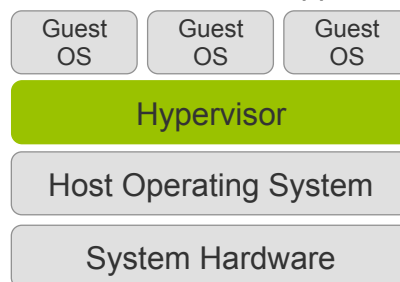 Guest Guest Guest
OS OS OS
Hypervisor
Host Operating System
System Hardware